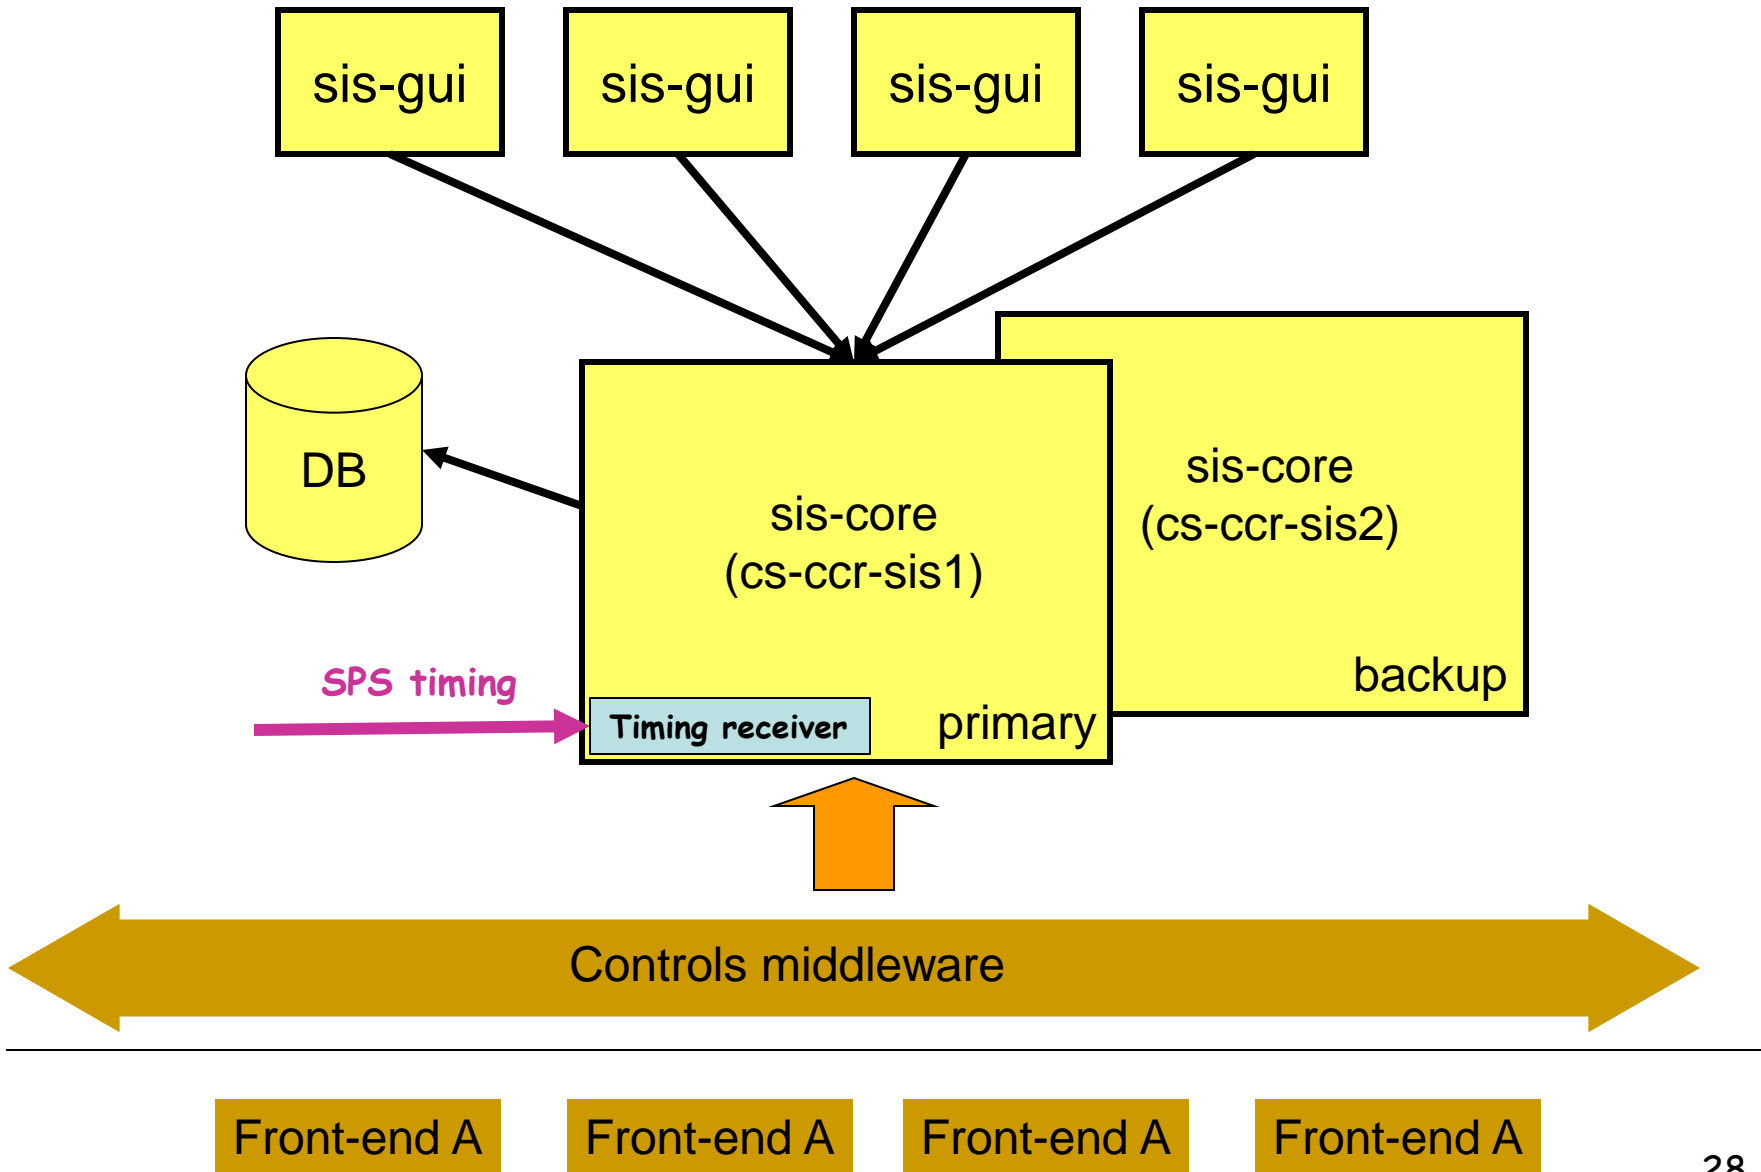 sis-gui
sis-gui
sis-gui
sis-gui
DB
sis-core
(cs-ccr-sis1)
sis-core
(cs-ccr-sis2)
backup
SPS timing
Timing receiver
primary
Controls middleware
Front-end A
Front-end A
Front-end A
Front-end A
28